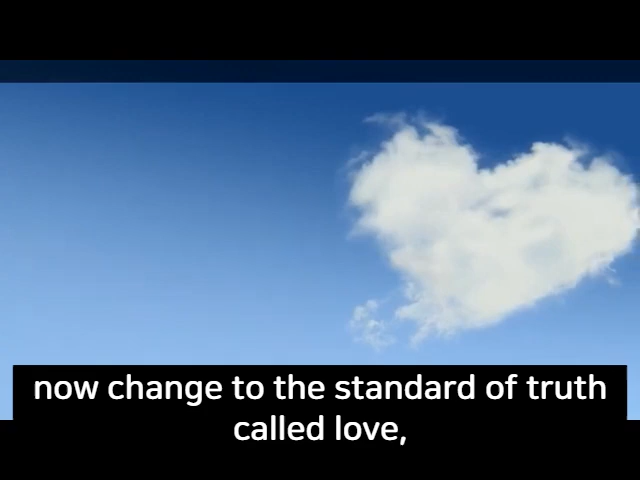 now change to the standard of truth
called love,